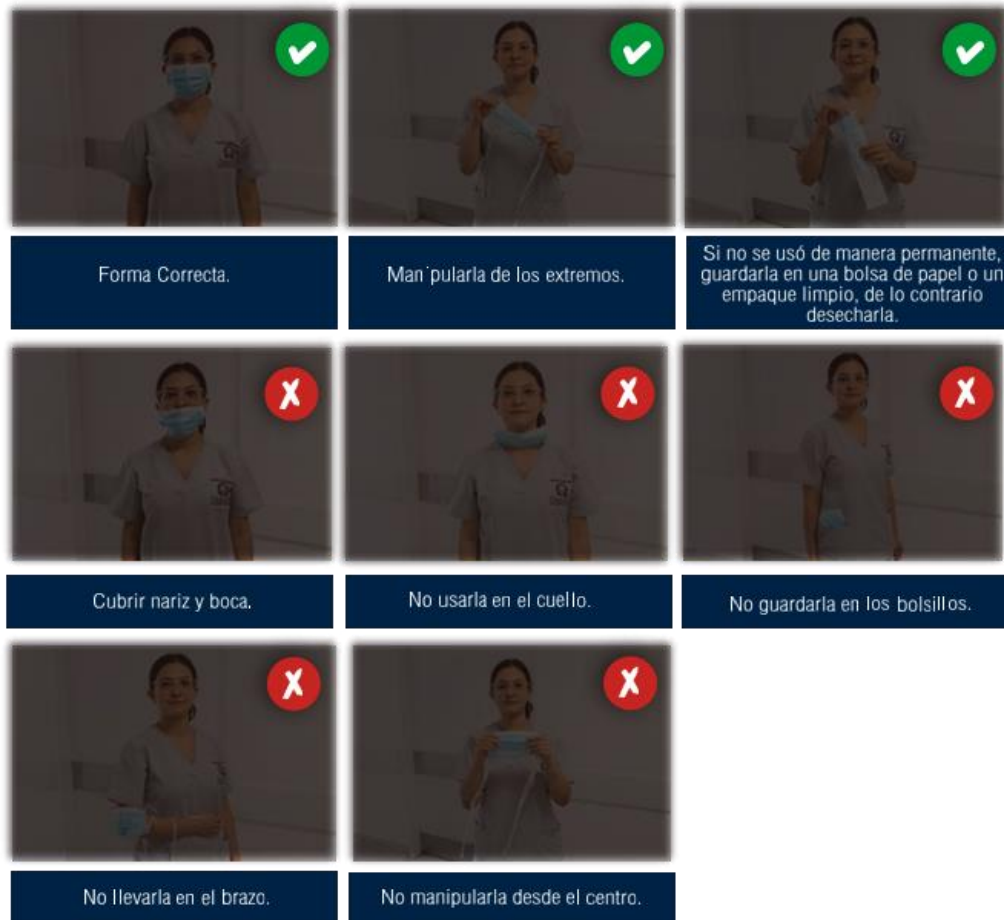 Forma Correcta.
Man pularla de los extremos.
Si no se usó de manera permanente,
guardarla en una bolsa de papel o un
empaque limpio, de lo contrario
desecharla.
Cubrir nariz y boca.
No usarla en el cuello.
No guardarla en los bolsillos.
No llevarla en el brazo.
No manipularla desde el centro.